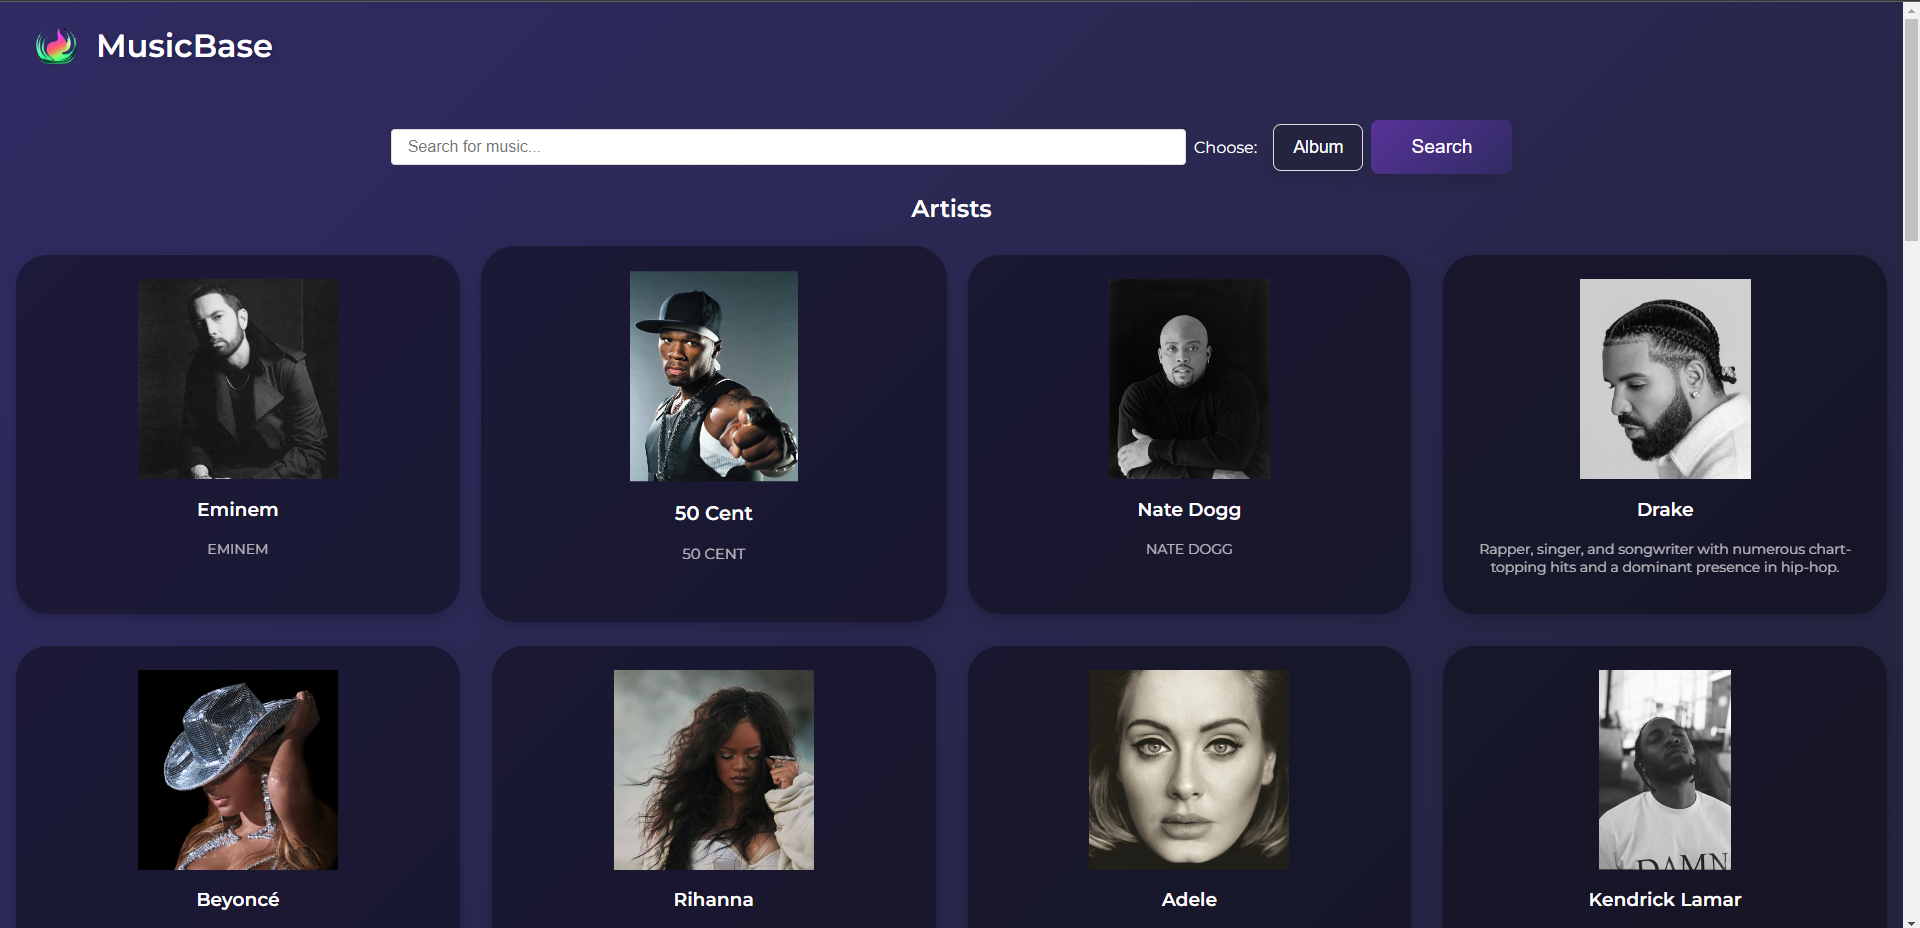 MusicBase
Search for music...
Choose:
Album
Search
Artists
Eminem
EMINEM
50 Cent
50 CENT
Nate Dogg
NATE DOGG
Drake
Rapper, singer, and songwriter with numerous chart-
topping hits and a dominant presence in hip-hop.
Beyoncé
Rihanna
Adele
DAMN
Kendrick Lamar